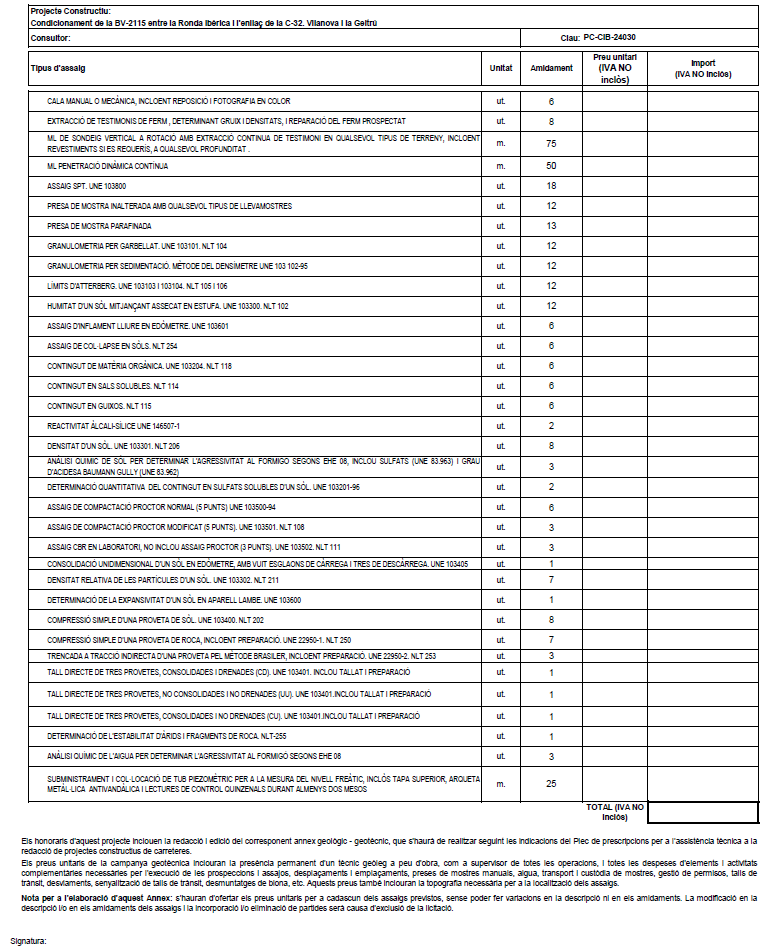 Projecte Constructiu:
Condicionament de la BV-2115 entre la Ronda Ibèrica i l'enllaç de la C-32. Vilanova i la Geltrú
Consultor: Clau: PC-CIB-24030
Tipus d'assaig Unitat Amidament Preu unitari (IVA NO inclòs) Import (IVA NO inclòs)
CALA MANUAL O MECÀNICA, INCLOENT REPOSICIÓ I FOTOGRAFIA EN COLOR ut. 6
EXTRACCIÓ DE TESTIMONIS DE FERM , DETERMINANT GRUIX I DENSITATS, I REPARACIÓ DEL FERM PROSPECTAT ut. 8
ML DE SONDEIG VERTICAL A ROTACIÓ AMB EXTRACCIÓ CONTINUA DE TESTIMONI EN QUALSEVOL TIPUS DE TERRENY, INCLOENT
REVESTIMENTS SI ES REQUERÍS, A QUALSEVOL PROFUNDITAT . m. 75
ML PENETRACIÓ DINÀMICA CONTÍNUA m. 50
ASSAIG SPT. UNE 103800 ut. 18
PRESA DE MOSTRA INALTERADA AMB QUALSEVOL TIPUS DE LLEVAMOSTRES ut. 12
PRESA DE MOSTRA PARAFINADA ut. 13
GRANULOMETRIA PER GARBELLAT. UNE 103101. NLT 104 ut. 12
GRANULOMETRIA PER SEDIMENTACIÓ. MÈTODE DEL DENSÍMETRE UNE 103 102-95 ut. 12
LÍMITS D'ATTERBERG. UNE 103103 I 103104. NLT 105 I 106 ut. 12
HUMITAT D'UN SÒL MITJANÇANT ASSECAT EN ESTUFA. UNE 103300. NLT 102 ut. 12
ASSAIG D'INFLAMENT LLIURE EN EDÒMETRE. UNE 103601 ut. 6
ASSAIG DE COL·LAPSE EN SÒLS. NLT 254 ut. 6
CONTINGUT DE MATÈRIA ORGÀNICA. UNE 103204. NLT 118 ut. 6
CONTINGUT EN SALS SOLUBLES. NLT 114 ut. 6
CONTINGUT EN GUIXOS. NLT 115 ut. 6
REACTIVITAT ÀLCALI-SÍLICE UNE 146507-1 ut. 2
DENSITAT D'UN SÒL. UNE 103301. NLT 206 ut. 8
ANÀLISI QUÍMIC DE SÒL PER DETERMINAR L'AGRESSIVITAT AL FORMIGÓ SEGONS EHE 08, INCLOU SULFATS (UNE 83.963) I GRAU
D'ACIDESA BAUMANN GULLY (UNE 83.962) ut. 3
DETERMINACIÓ QUANTITATIVA DEL CONTINGUT EN SULFATS SOLUBLES D'UN SÒL. UNE 103201-96 ut. 2
ASSAIG DE COMPACTACIÓ PROCTOR NORMAL (5 PUNTS) UNE 103500-94 ut. 6
ASSAIG DE COMPACTACIÓ PROCTOR MODIFICAT (5 PUNTS). UNE 103501. NLT 108 ut. 3
ASSAIG CBR EN LABORATORI, NO INCLOU ASSAIG PROCTOR (3 PUNTS). UNE 103502. NLT 111 ut. 3
CONSOLIDACIÓ UNIDIMENSIONAL D'UN SÒL EN EDÒMETRE, AMB VUIT ESGLAONS DE CÀRREGA I TRES DE DESCÀRREGA. UNE 103405 ut. 1
DENSITAT RELATIVA DE LES PARTÍCULES D'UN SÒL. UNE 103302. NLT 211 ut. 7
DETERMINACIÓ DE LA EXPANSIVITAT D'UN SÒL EN APARELL LAMBE. UNE 103600 ut. 1
COMPRESSIÓ SIMPLE D'UNA PROVETA DE SÒL. UNE 103400. NLT 202 ut. 8
COMPRESSIÓ SIMPLE D'UNA PROVETA DE ROCA, INCLOENT PREPARACIÓ. UNE 22950-1. NLT 250 ut. 7
TRENCADA A TRACCIÓ INDIRECTA D'UNA PROVETA PEL MÈTODE BRASILER, INCLOENT PREPARACIÓ. UNE 22950-2. NLT 253 ut. 3
TALL DIRECTE DE TRES PROVETES, CONSOLIDADES I DRENADES (CD). UNE 103401. INCLOU TALLAT I PREPARACIÓ ut. 1
TALL DIRECTE DE TRES PROVETES, NO CONSOLIDADES I NO DRENADES (UU). UNE 103401.INCLOU TALLAT I PREPARACIÓ ut. 1
TALL DIRECTE DE TRES PROVETES, CONSOLIDADES I NO DRENADES (CU). UNE 103401.INCLOU TALLAT I PREPARACIÓ ut. 1
DETERMINACIÓ DE L'ESTABILITAT D'ÀRIDS I FRAGMENTS DE ROCA. NLT-255 ut. 1
ANÀLISI QUÍMIC DE L'AIGUA PER DETERMINAR L'AGRESSIVITAT AL FORMIGÓ SEGONS EHE 08 ut. 3
SUBMINISTRAMENT I COL·LOCACIÓ DE TUB PIEZOMÈTRIC PER A LA MESURA DEL NIVELL FREÀTIC, INCLÒS TAPA SUPERIOR, ARQUETA
METÀL·LICA ANTIVANDÀLICA I LECTURES DE CONTROL QUINZENALS DURANT ALMENYS DOS MESOS m. 25
TOTAL (IVA NO
inclòs)
Els honoraris d'aquest projecte inclouen la redacció i edició del corresponent annex geològic - geotècnic, que s'haurà de realitzar seguint les indicacions del Plec de prescripcions per a l'assistència tècnica a la
redacció de projectes constructius de carreteres.
Els preus unitaris de la campanya geotècnica inclouran la presència permanent d'un tècnic geòleg a peu d'obra, com a supervisor de totes les operacions, i totes les despeses d'elements i activitats
complementàries necessàries per l'execució de les prospeccions i assajos, desplaçaments i emplaçaments, preses de mostres manuals, aigua, transport i custòdia de mostres, gestió de permisos, talls de
trànsit, desviaments, senyalització de talls de trànsit, desmuntatges de biona, etc. Aquests preus també inclouran la topografia necessària per a la localització dels assaigs.
Nota per a l'elaboració d'aquest Annex: s'hauran d'ofertar els preus unitaris per a cadascun dels assaigs previstos, sense poder fer variacions en la descripció ni en els amidaments. La modificació en la
descripció i/o en els amidaments dels assaigs i la incorporació i/o eliminació de partides serà causa d'exclusió de la licitació.
Signatura: